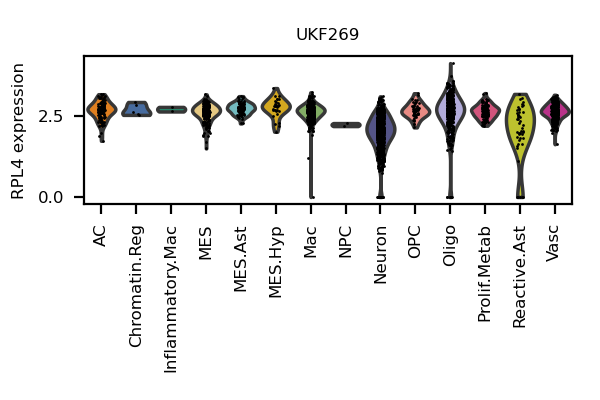 UKF269
RPL4 expression
2.5
0.0
AC
Chromatin.Reg
Inflammatory.Mac
MES
MES.Ast
MES.Hyp
Mac
NPC
Neuron
OPC
Oligo
Prolif.Metab
Reactive.Ast
Vasc